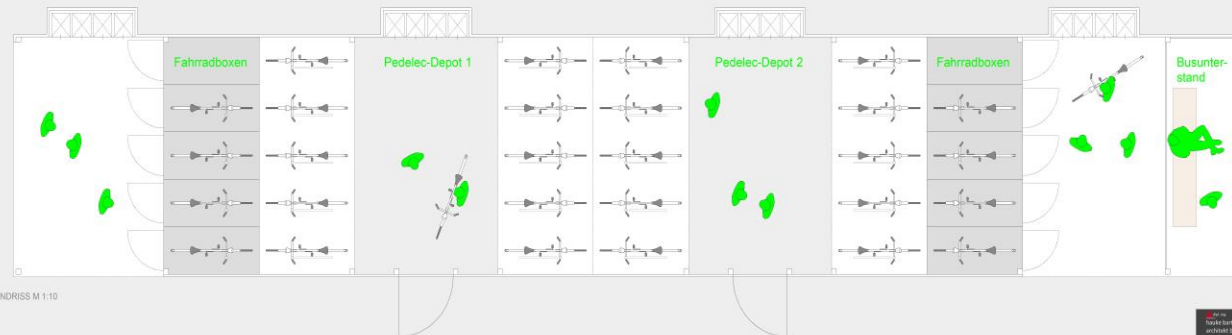 Fahrradboxen
Pedelec-Depot 1
Pedelec-Depot 2
Fahrradboxen
Busunter-
stand
NDRISS M 1:10